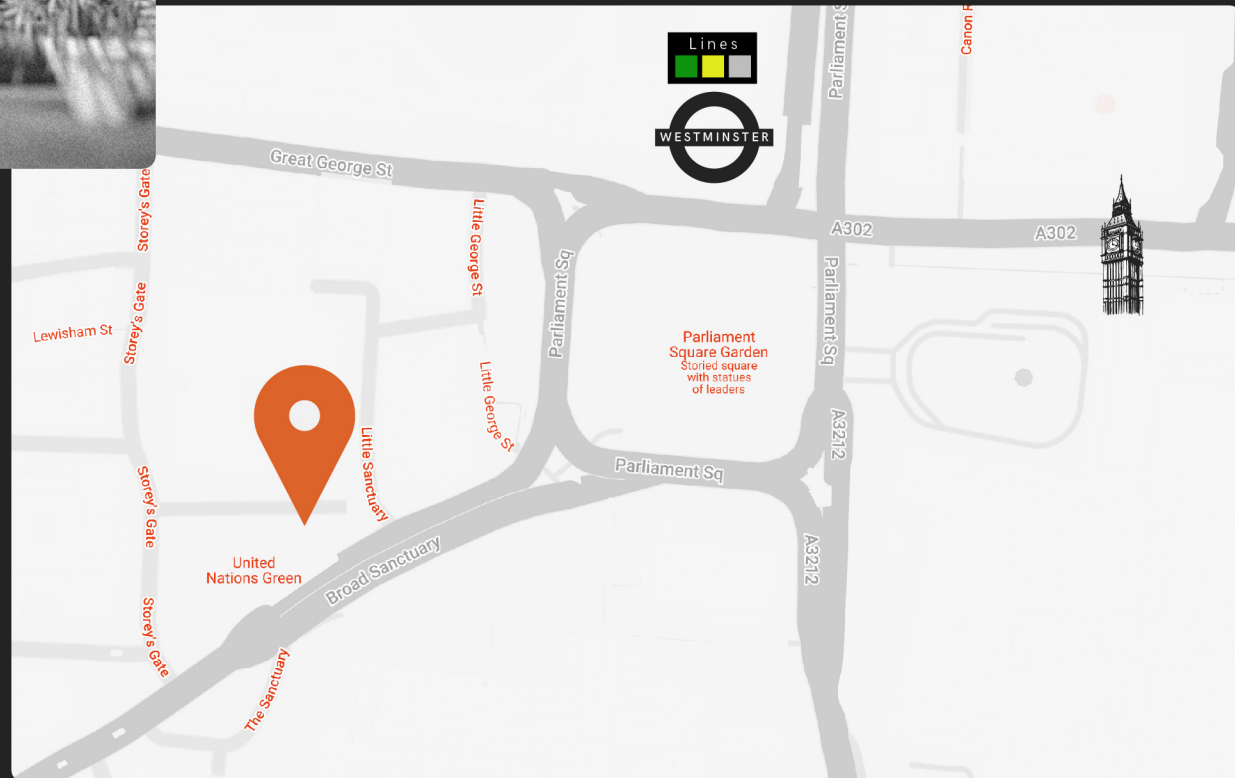 Lines
WESTMINSTER
Parliament S
Canon R
Great George St
Storey's Gate
Little George St
A302
A302
Parliament Sq
Parliament Sq
Storey's Gate
Lewisham St
Parliament
Square Garden
Storied square
with statues
of leaders
Little George St
A3212
Little Sanctuary
Parliament Sq
Storey's Gate
A3212
Broad Sanctuary
United
Nations Green
Storey's Gate
The Sanctuary